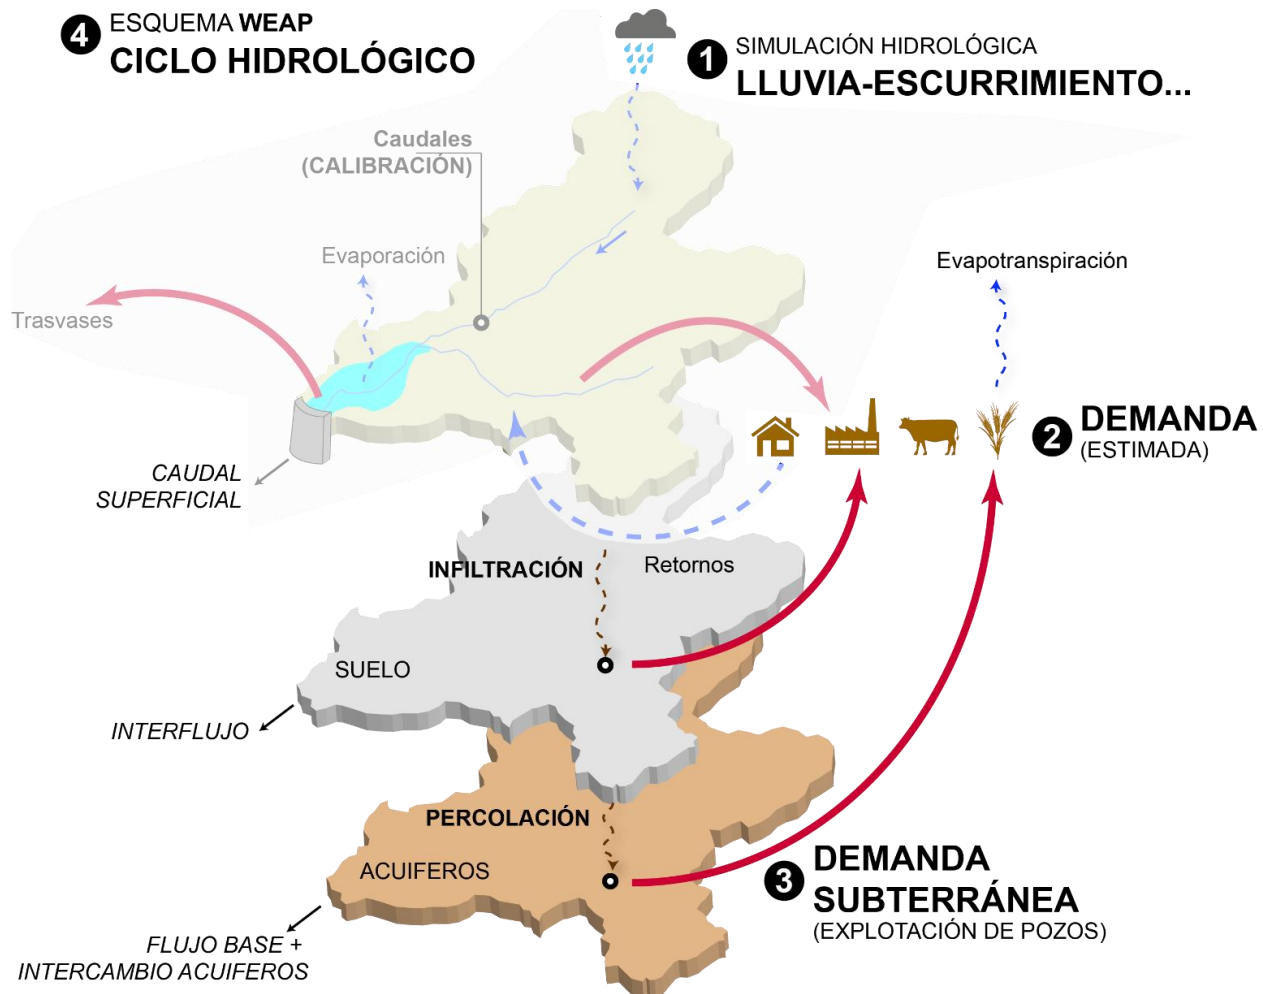 4 ESQUEMA WEAP
CICLO HIDROLÓGICO
1 SIMULACIÓN HIDROLÓGICA
LLUVIA-ESCURRIMIENTO...
Caudales
(CALIBRACIÓN)
Evaporación
Trasvases
Evapotranspiración
2 DEMANDA
(ESTIMADA)
CAUDAL
SUPERFICIAL
INFILTRACIÓN
Retornos
SUELO
INTERFLUJO
PERCOLACIÓN
ACUIFEROS
3 DEMANDA
SUBTERRÁNEA
(EXPLOTACIÓN DE POZOS)
FLUJO BASE +
INTERCAMBIO ACUIFEROS